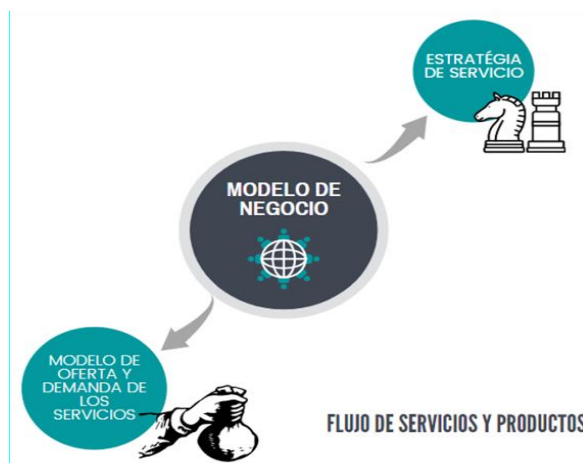 ESTRATÉGIA
DE SERVICIO
MODELO DE
NEGOCIO
MODELO DE
OFERTA Y
DEMANDA DE
LOS
SERVICIOS
FLUJO DE SERVICIOS Y PRODUCTOS